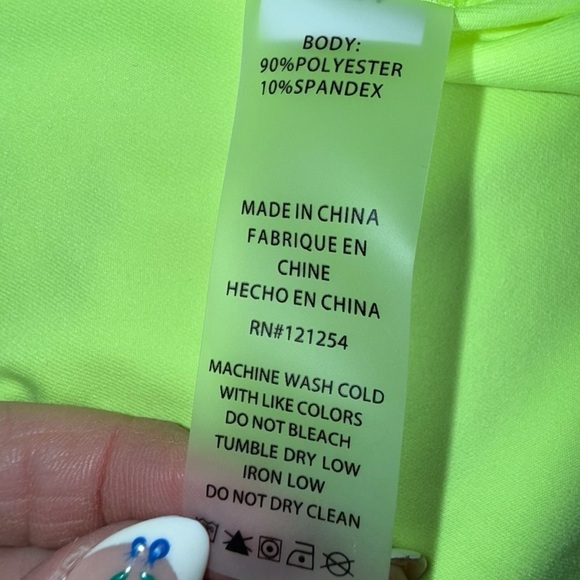 BODY:
90%POLYESTER
10%SPANDEX
MADE IN CHINA
FABRIQUE EN
CHINE
HECHO EN CHINA
RN#121254
MACHINE WASH COLD
WITH LIKE COLORS
DO NOT BLEACH
TUMBLE DRY LOW
IRON LOW
DO NOT DRY CLEAN